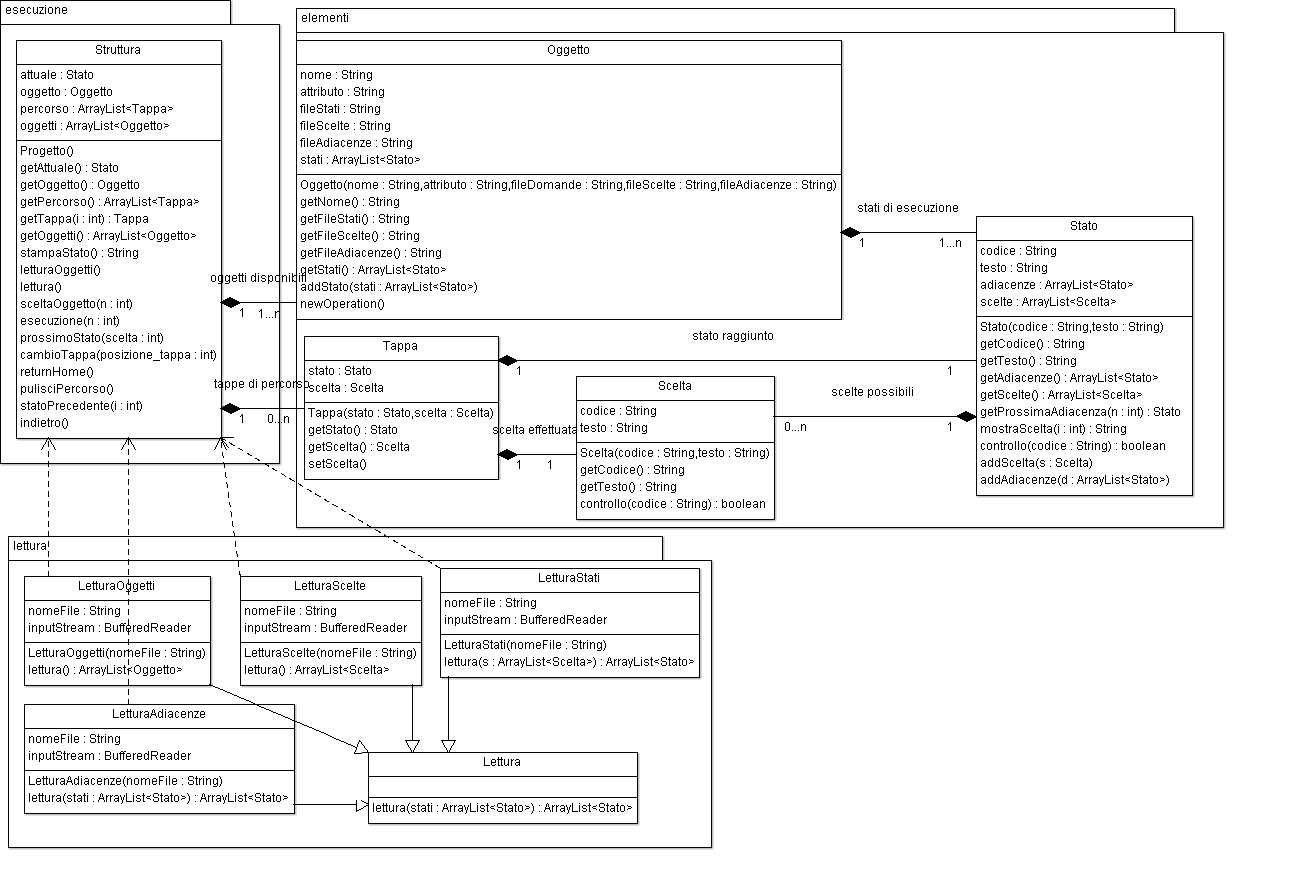 esecuzione
Struttura
attuale : Stato
oggetto : Oggetto
percorso : ArrayList<Tappa>
oggetti : ArrayList<Oggetto>
Progetto()
getAttuale() : Stato
getOggetto() : Oggetto
getPercorso() : ArrayList<Tappa>
getTappa(i : int) : Tappa
getOggetti() : ArrayList<Oggetto>
stampaStato() : String
letturaOggetti()
lettura()
sceltaOggetto(n : int)
esecuzione(n : int)
prossimoStato(scelta : int)
cambioTappa(posizione_tappa : int)
returnHome()
pulisciPercorso()
statoPrecedente(i : int)
indietro()
oggetti disponibili
1 1...n
tappe di percorso
1 0...n
elementi
Oggetto
nome : String
attributo : String
fileStati : String
fileScelte : String
fileAdiacenze : String
stati : ArrayList<Stato>
Oggetto(nome : String,attributo : String,fileDomande : String,fileScelte : String,fileAdiacenze : String)
getNome() : String
getFileStati() : String
getFileScelte() : String
getFileAdiacenze() : String
getStati() : ArrayList<Stato>
addStato(stati : ArrayList<Stato>)
newOperation()
stati di esecuzione
1 1...n
Stato
codice : String
testo : String
adiacenze : ArrayList<Stato>
scelte : ArrayList<Scelta>
Stato(codice : String,testo : String)
getCodice() : String
getTesto() : String
getAdiacenze() : ArrayList<Stato>
getScelte() : ArrayList<Scelta>
getProssimaAdiacenza(n : int) : Stato
mostraScelta(i : int) : String
controllo(codice : String) : boolean
addScelta(s : Scelta)
addAdiacenze(d : ArrayList<Stato>)
Tappa
stato : Stato
scelta : Scelta
Tappa(stato : Stato,scelta : Scelta)
getStato() : Stato
getScelta() : Scelta
setScelta()
stato raggiunto
1 1
scelta effettuata
1 1
Scelta
codice : String
testo : String
Scelta(codice : String,testo : String)
getCodice() : String
getTesto() : String
controllo(codice : String) : boolean
scelte possibili
0...n 1
lettura
LetturaOggetti
nomeFile : String
inputStream : BufferedReader
LetturaOggetti(nomeFile : String)
lettura() : ArrayList<Oggetto>
LetturaScelte
nomeFile : String
inputStream : BufferedReader
LetturaScelte(nomeFile : String)
lettura() : ArrayList<Scelta>
LetturaStati
nomeFile : String
inputStream : BufferedReader
LetturaStati(nomeFile : String)
lettura(s : ArrayList<Scelta>) : ArrayList<Stato>
LetturaAdiacenze
nomeFile : String
inputStream : BufferedReader
LetturaAdiacenze(nomeFile : String)
lettura(stati : ArrayList<Stato>) : ArrayList<Stato>
Lettura
lettura(stati : ArrayList<Stato>) : ArrayList<Stato>